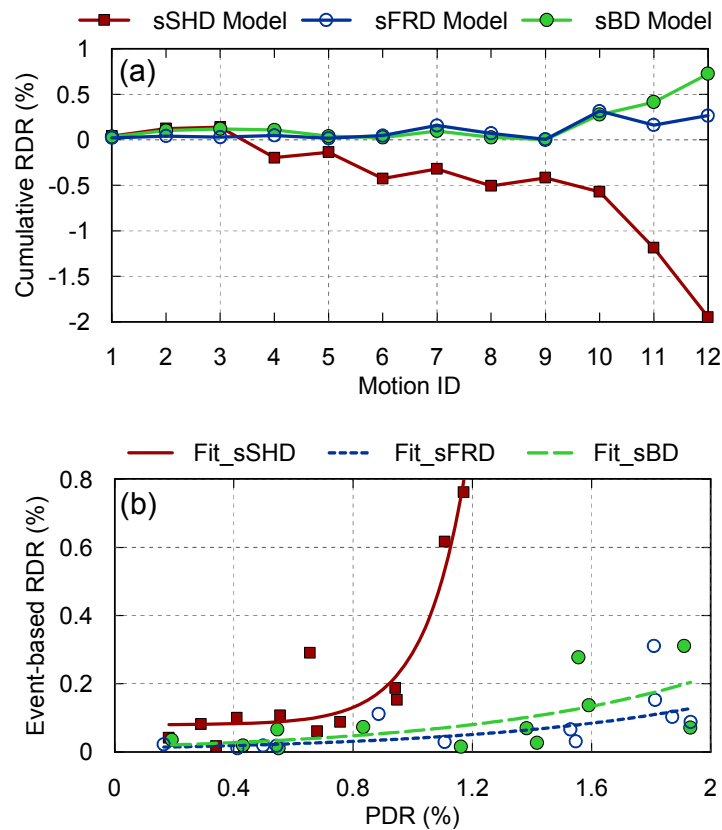 sSHD Model sFRD Model sBD Model
(a)
Cumulative RDR (%)
1
0.5
0
-0.5
-1
-1.5
-2
1 2 3 4 5 6 7 8 9 10 11 12
Motion ID
Fit_sSHD Fit_sFRD Fit_sBD
(b)
Event-based RDR (%)
0.8
0.6
0.4
0.2
0
0 0.4 0.8 1.2 1.6 2
PDR (%)